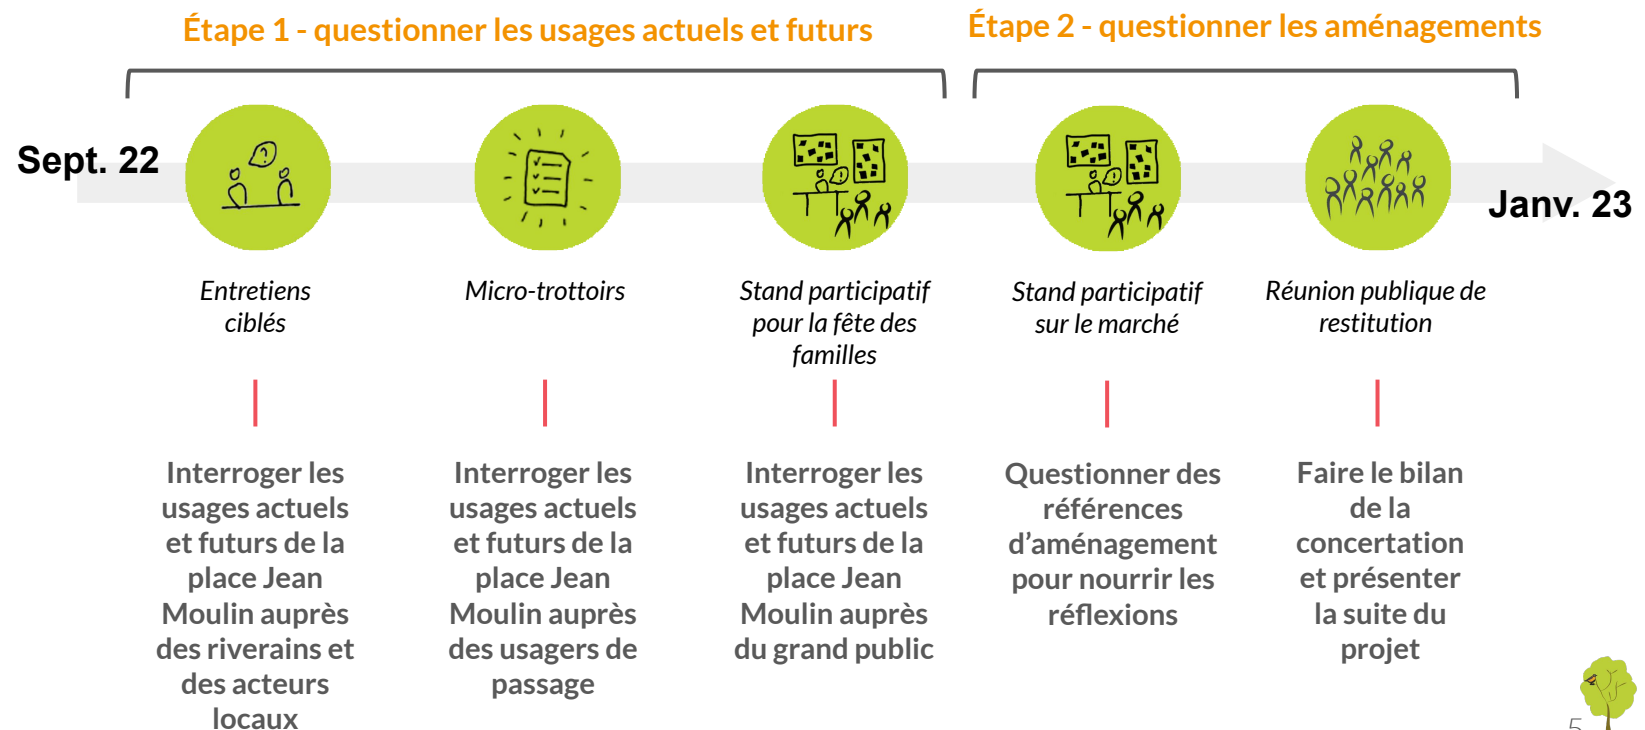 Étape 1 - questionner les usages actuels et futurs
Étape 2 - questionner les aménagements
Sept. 22
Janv. 23
Entretiens
ciblés
Micro-trottoirs
Stand participatif
pour la fête des
familles
Stand participatif
sur le marché
Réunion publique de
restitution
Interroger les
usages actuels
et futurs de la
place Jean
Moulin auprès
des riverains et
des acteurs
locaux
Interroger les
usages actuels
et futurs de la
place Jean
Moulin auprès
des usagers de
passage
Interroger les
usages actuels
et futurs de la
place Jean
Moulin auprès
du grand public
Questionner des
références
d’aménagement
pour nourrir les
réflexions
Faire le bilan
de la
concertation
et présenter
la suite du
projet
5